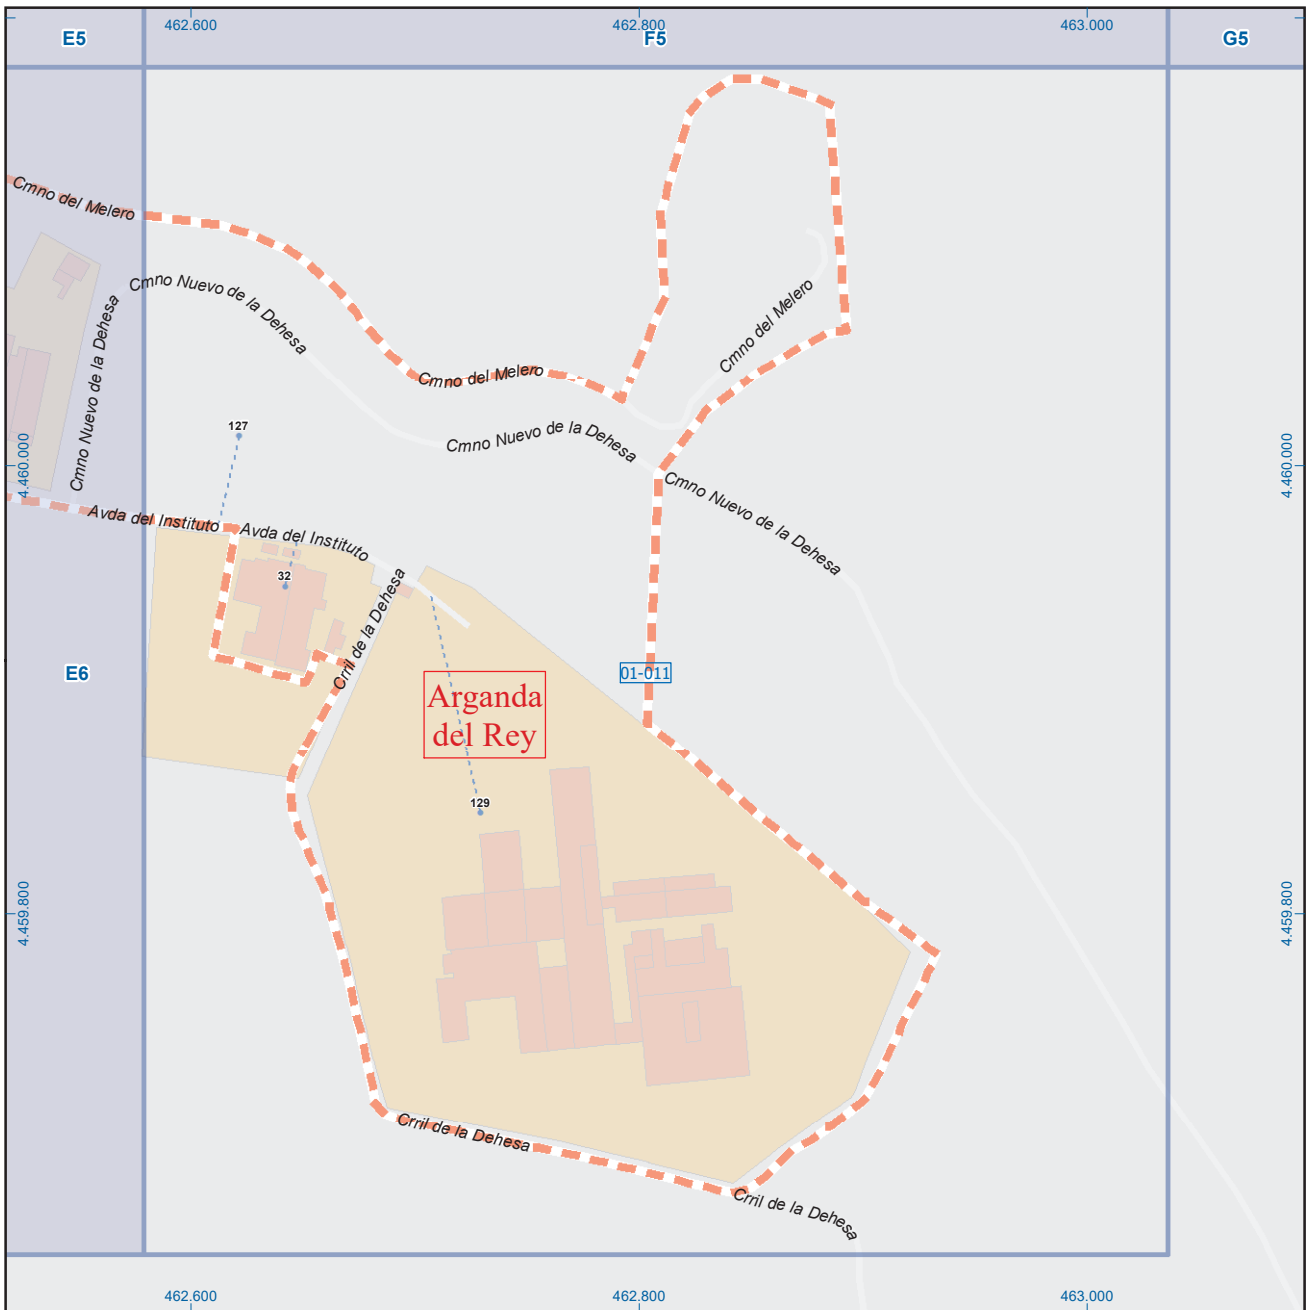 462.600
462.800
463.000
E5
F5
G5
Cmno del Melero
Cmno Nuevo de la Dehesa
Cmno del Melero
Cmno Nuevo de la Dehesa
Cmno del Melero
127
Cmno Nuevo de la Dehesa
4.460.000
4.460.000
Cmno Nuevo de la Dehesa
Avda del Instituto
Avda del Instituto
32
Crril de la Dehesa
E6
01-011
Arganda
del Rey
129
4.459.800
4.459.800
Crril de la Dehesa
Crril de la Dehesa
462.600
462.800
463.000